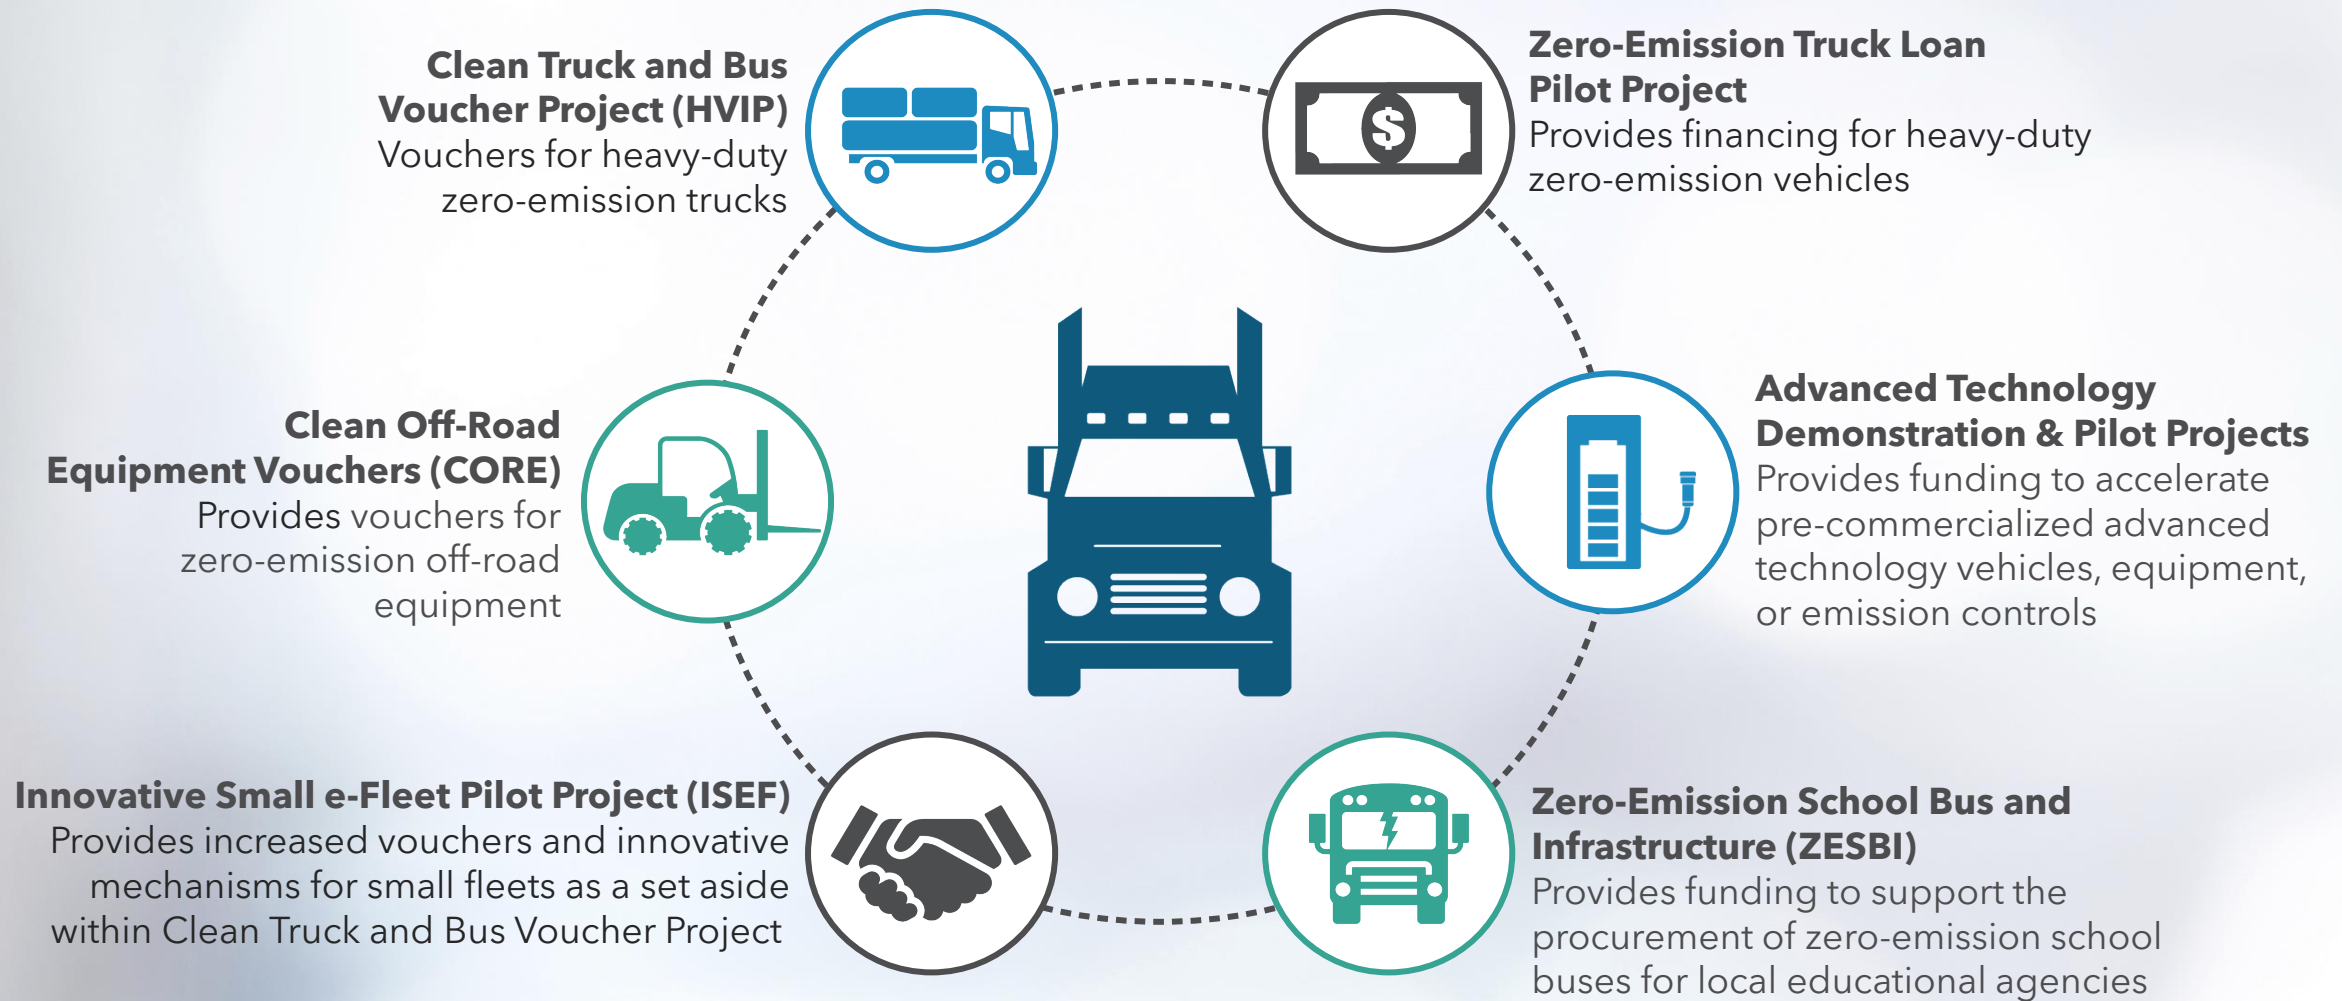 Clean Truck and Bus
Voucher Project (HVIP)
Vouchers for heavy-duty
zero-emission trucks
Zero-Emission Truck Loan
Pilot Project
Provides financing for heavy-duty
zero-emission vehicles
$
Clean Off-Road
Equipment Vouchers (CORE)
Provides vouchers for
zero-emission off-road
equipment
Advanced Technology
Demonstration & Pilot Projects
Provides funding to accelerate
pre-commercialized advanced
technology vehicles, equipment,
or emission controls
Innovative Small e-Fleet Pilot Project (ISEF)
Provides increased vouchers and innovative
mechanisms for small fleets as a set aside
within Clean Truck and Bus Voucher Project
Zero-Emission School Bus and
Infrastructure (ZESBI)
Provides funding to support the
procurement of zero-emission school
buses for local educational agencies